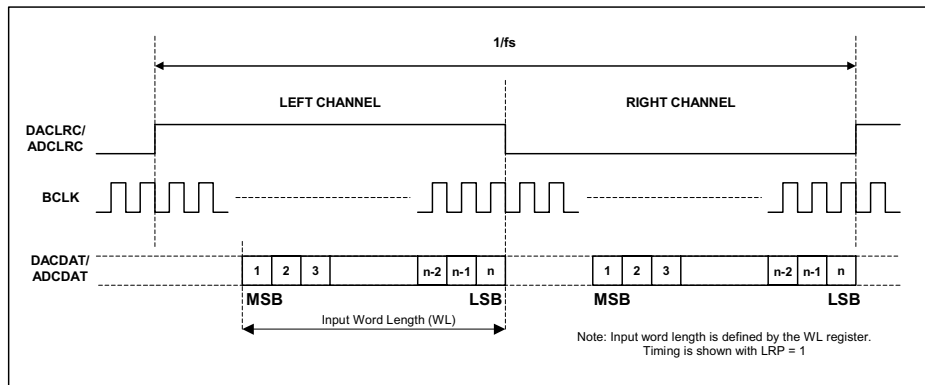 1/fs
LEFT CHANNEL RIGHT CHANNEL
DACLRC/
ADCLRC
BCLK
DACDAT/
ADCDAT
1 2 3 n-2 n-1 n 1 2 3 n-2 n-1 n
MSB LSB MSB LSB
Input Word Length (WL)
Note: Input word length is defined by the WL register.
Timing is shown with LRP = 1